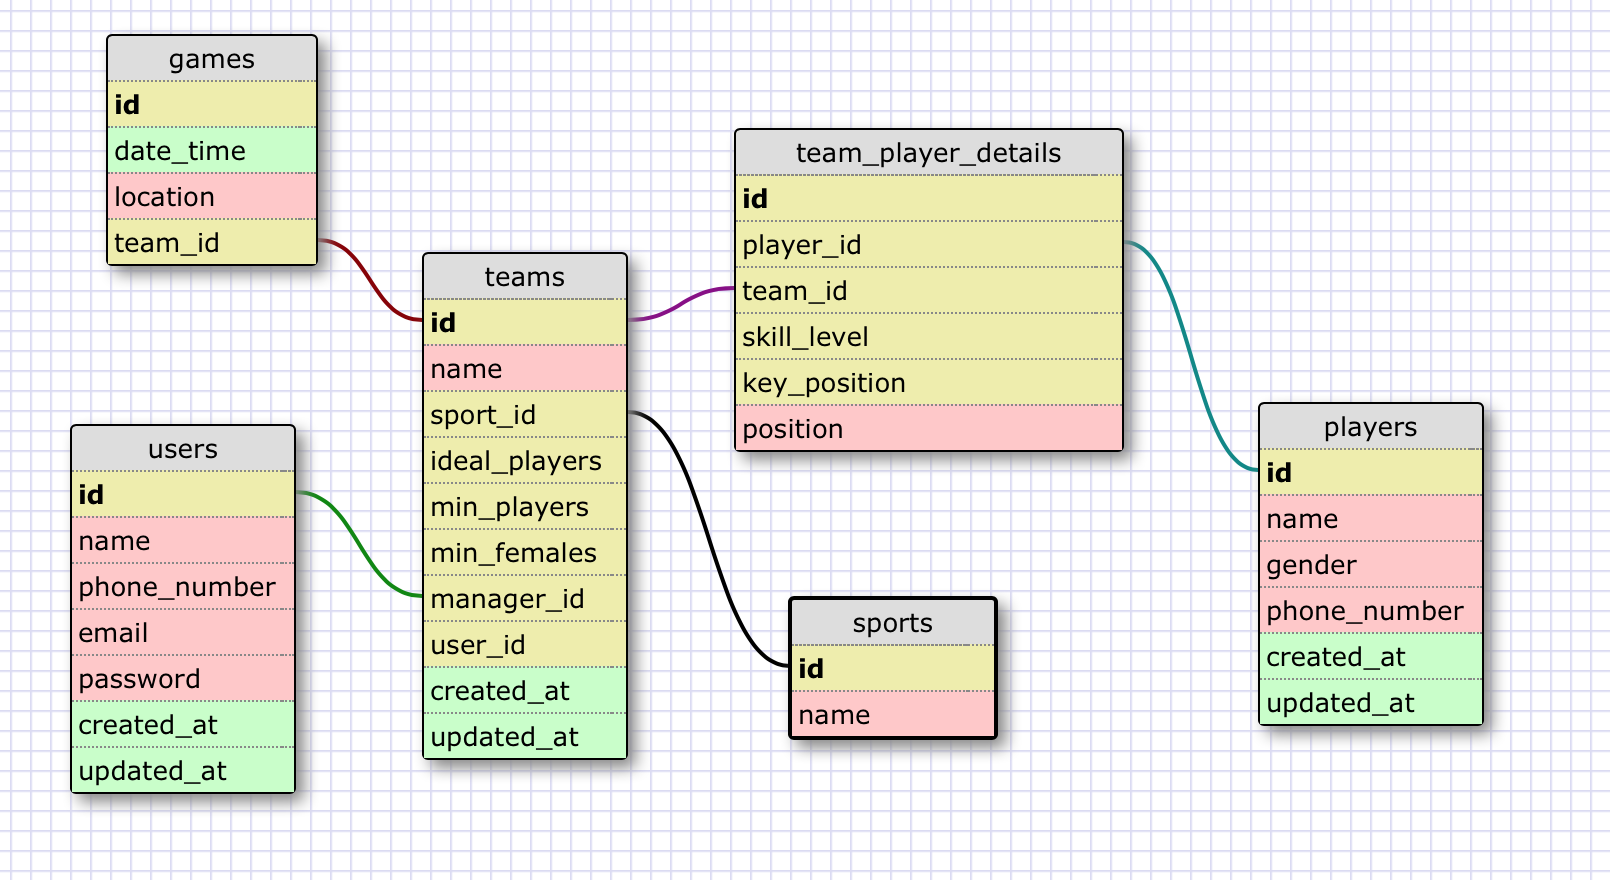 games
id
date_time
location
team_id
users
id
name
phone_number
email
password
created_at
updated_at
teams
id
name
sport_id
ideal_players
min_players
min_females
manager_id
user_id
created_at
updated_at
team_player_details
id
player_id
team_id
skill_level
key_position
position
sports
id
name
players
id
name
gender
phone_number
created_at
updated_at